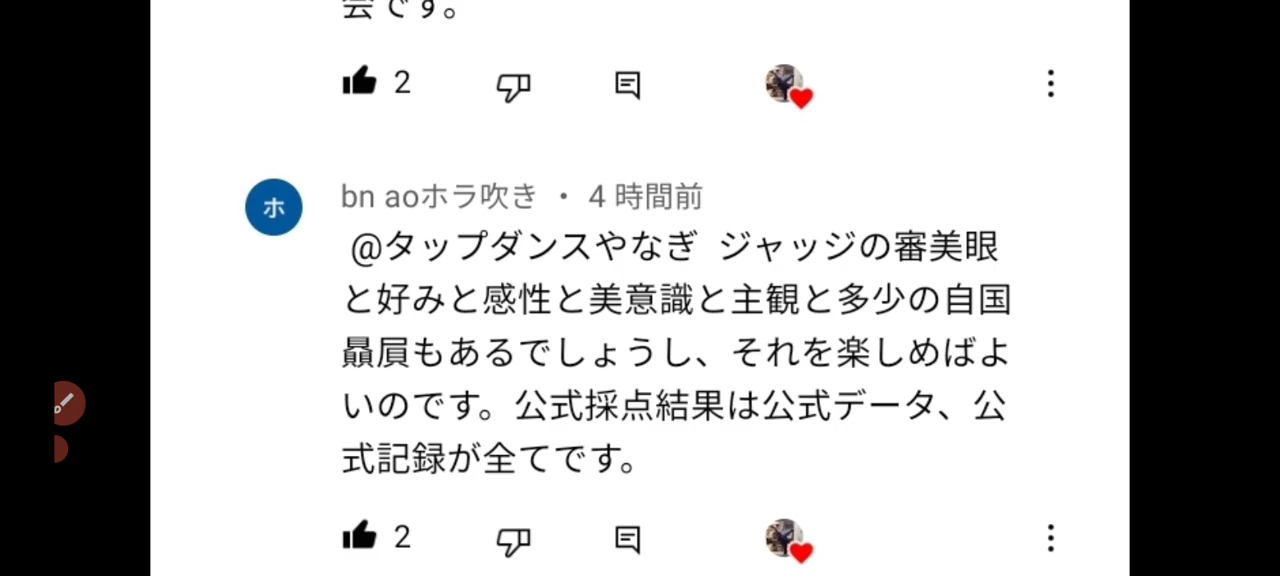 会です。
2
ホ
bn aoホラ吹き ・ 4 時間前
@タップダンスやなぎ ジャッジの審美眼
と好みと感性と美意識と主観と多少の自国
贔屓もあるでしょうし、それを楽しめばよ
いのです。公式採点結果は公式データ、公
式記録が全てです。
2